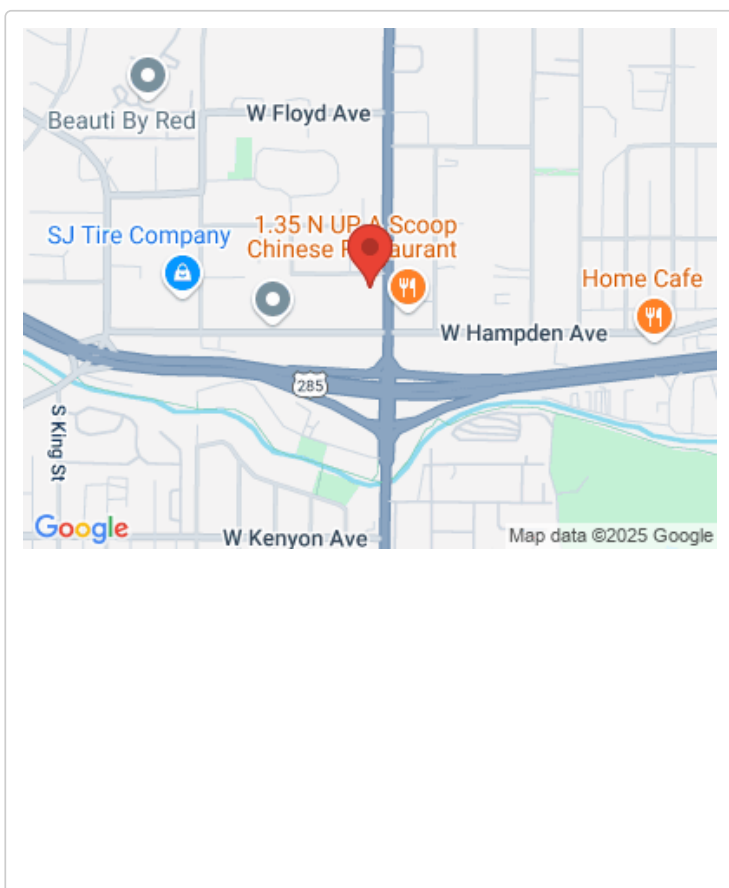 Beauti By Red
W Floyd Ave
1.35 N UP A Scoop
Chinese Restaurant
SJ Tire Company
Home Cafe
W Hampden Ave
285
S King St
Google
W Kenyon Ave
Map data ©2025 Google